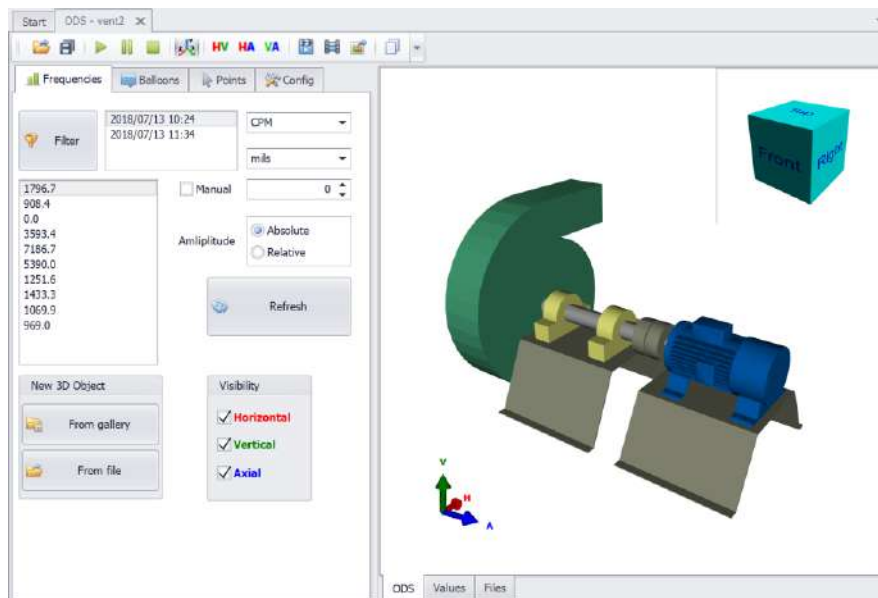 Start ODS - vent2
HV HA VA
Frequencies Balloons Points Config
Filter
2018/07/13 10:24
2018/07/13 11:34
CPM
mils
1796.7
908.4
0.0
3593.4
7186.7
5390.0
1251.6
1433.3
1069.9
969.0
Manual 0
Amliplitude
Absolute
Relative
Refresh
New 3D Object
From gallery
From file
Visibility
Horizontal
Vertical
Axial
Front Right
V
H
A
ODS Values Files